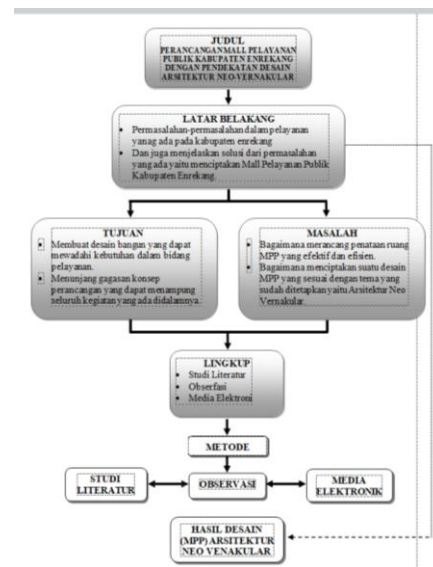 JUDUL
PERANCANGANMALL PELAYANAN
PUBLIK KABUPATEN ENREKANG
DENGAN PENDEKATAN DESAIN
ARSITEKTUR NEO-VERNAKULAR
LATAR BELAKANG
• Permasalahan-permasalahan dalam pelayanan
yanag ada pada kabupaten enrekang
• Dan juga menjelaskan solusi dari permasalahan
yang ada yaitu menciptakan Mall Pelayanan Publik
Kabupaten Enrekang.
TUJUAN
• Membuat desain bangun yang dapat
mewadahi kebutuhan dalam bidang
pelayanan.
• Menunjang gagasan konsep
perancangan yang dapat menampung
seluruh kegiatan yang ada didalamnya.
MASALAH
• Bagaimana merancang penataan ruang
MPP yang efektif dan efisien.
• Bagaimana menciptakan suatu desain
MPP yang sesuai dengan tema yang
sudah ditetapkan yaitu Arsitektur Neo
Vernakular.
LINGKUP
• Studi Literatur
• Obserfasi
• Media Elektroni
METODE
STUDI
LITERATUR
OBSERVASI
MEDIA
ELEKTRONIK
HASIL DESAIN
(MPP) ARSITEKTUR
NEO VENAKULAR